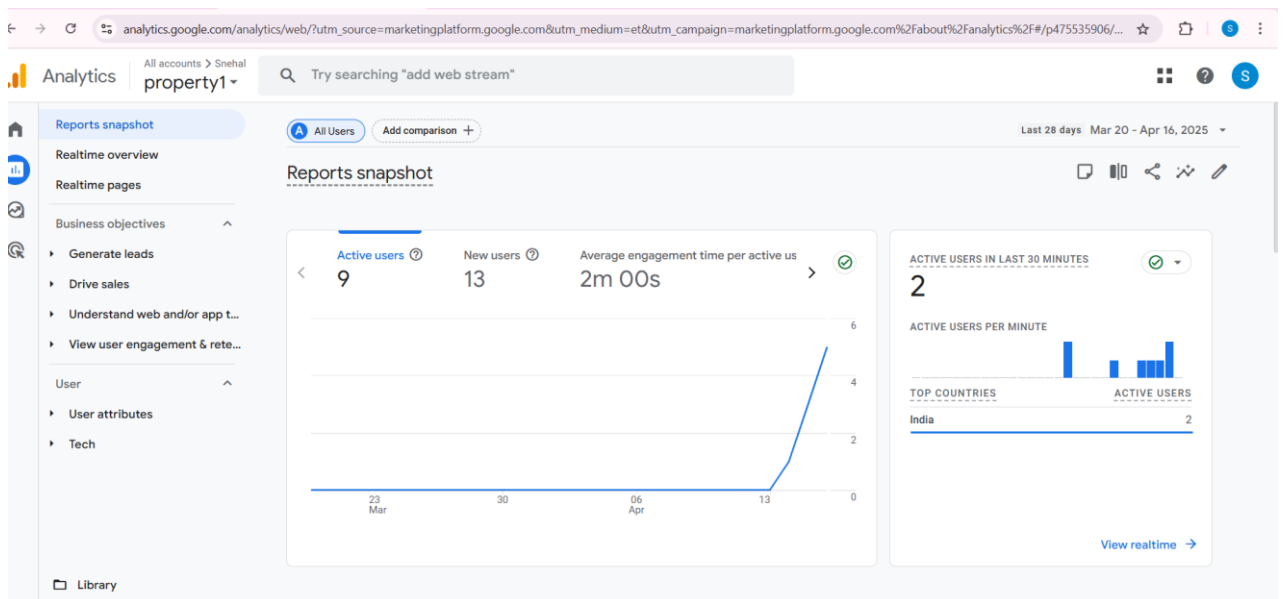 analytics.google.com/analytics/web/?utm_source=marketingplatform.google.com&utm_medium=et&utm_campaign=marketingplatform.google.com%2Fabout%2Fanalytics%2F#/p475535906/...
S
Analytics
All accounts > Snehal
property1
Try searching "add web stream"
S
Reports snapshot
Realtime overview
Realtime pages
Business objectives
Generate leads
Drive sales
Understand web and/or app t...
View user engagement & rete...
User
User attributes
Tech
Library
A All Users
Add comparison +
Last 28 days Mar 20 - Apr 16, 2025
Reports snapshot
Active users
9
New users
13
Average engagement time per active us
2m 00s
6
4
2
0
23
Mar
30
06
Apr
13
ACTIVE USERS IN LAST 30 MINUTES
2
ACTIVE USERS PER MINUTE
TOP COUNTRIES ACTIVE USERS
India 2
View realtime